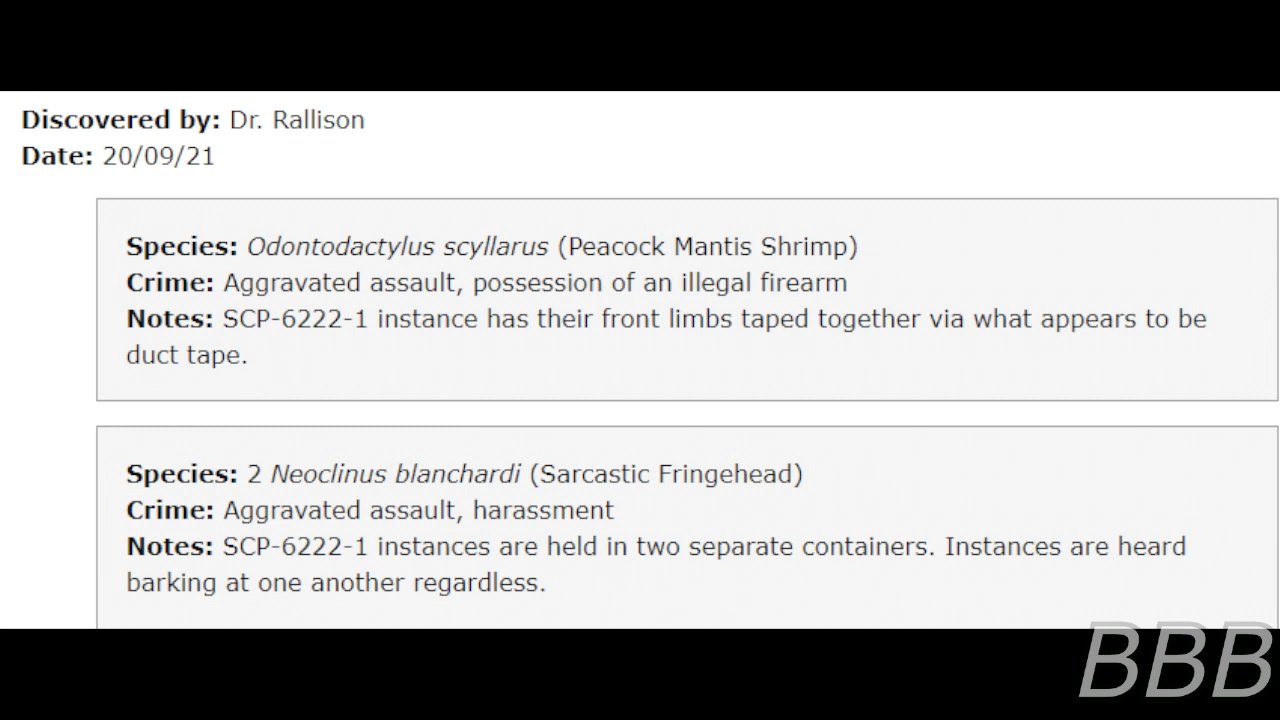 Discovered by: Dr. Rallison
Date: 20/09/21
Species: Odontodactylus scyllarus (Peacock Mantis Shrimp)
Crime: Aggravated assault, possession of an illegal firearm
Notes: SCP-6222-1 instance has their front limbs taped together via what appears to be
duct tape.
Species: 2 Neoclinus blanchardi (Sarcastic Fringehead)
Crime: Aggravated assault, harassment
Notes: SCP-6222-1 instances are held in two separate containers. Instances are heard
barking at one another regardless.
BBB